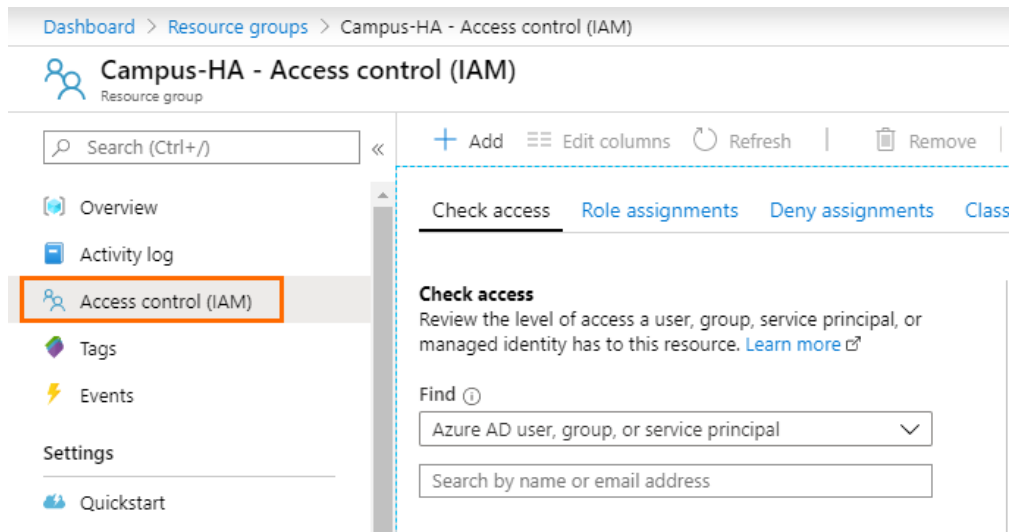 Dashboard > Resource groups > Campus-HA - Access control (IAM)
Campus-HA - Access control (IAM)
Resource group
Search (Ctrl+/)
«
Overview
Activity log
Access control (IAM)
Tags
Events
Settings
Quickstart
+ Add Edit columns Refresh | Remove
Check access Role assignments Deny assignments Class
Check access
Review the level of access a user, group, service principal, or
managed identity has to this resource. Learn more
Find
Azure AD user, group, or service principal
Search by name or email address